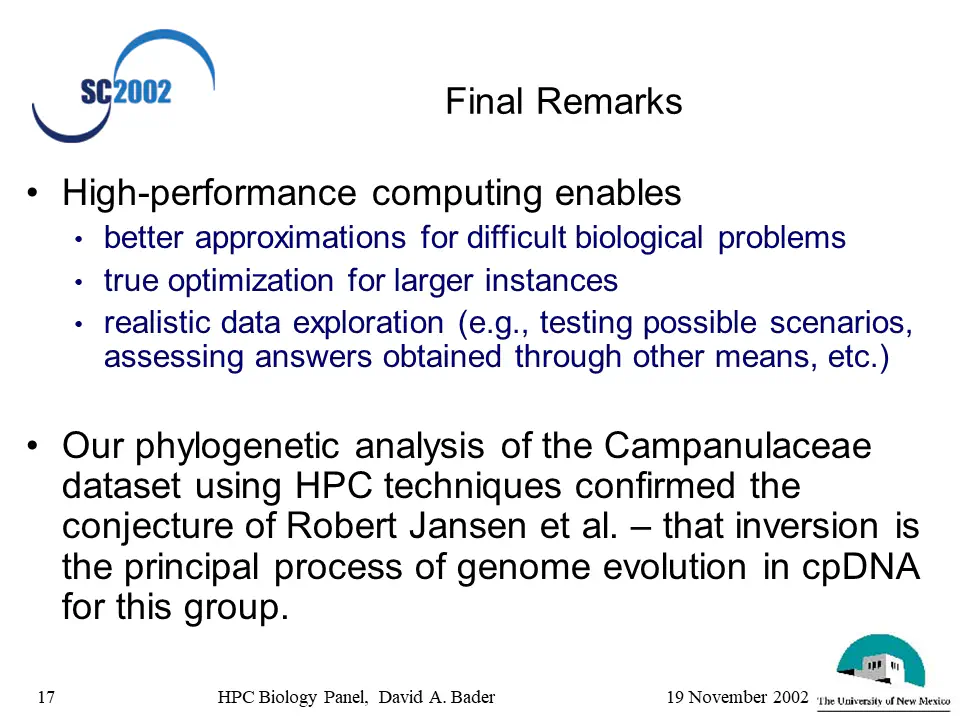 SC2002
Final Remarks
• High-performance computing enables
• better approximations for difficult biological problems
• true optimization for larger instances
• realistic data exploration (e.g., testing possible scenarios,
assessing answers obtained through other means, etc.)
• Our phylogenetic analysis of the Campanulaceae
dataset using HPC techniques confirmed the
conjecture of Robert Jansen et al. – that inversion is
the principal process of genome evolution in cpDNA
for this group.
17 HPC Biology Panel, David A. Bader 19 November 2002
The University of New Mexico